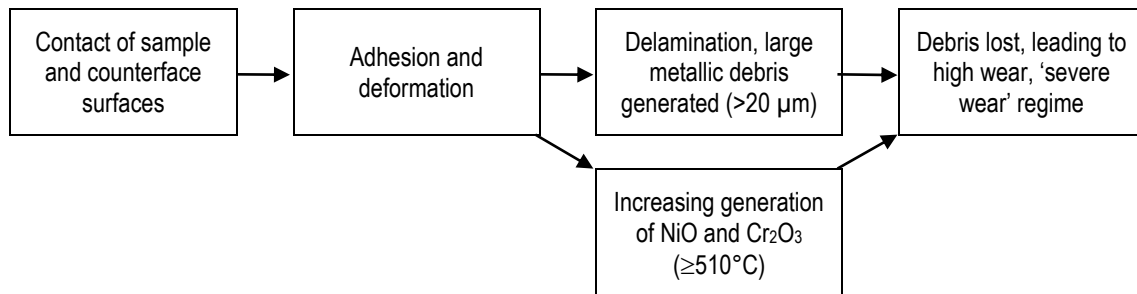 Contact of sample
and counterface
surfaces
Adhesion and
deformation
Delamination, large
metallic debris
generated (>20 µm)
Debris lost, leading to
high wear, ‘severe
wear’ regime
Increasing generation
of NiO and Cr₂O₃
(≥510°C)